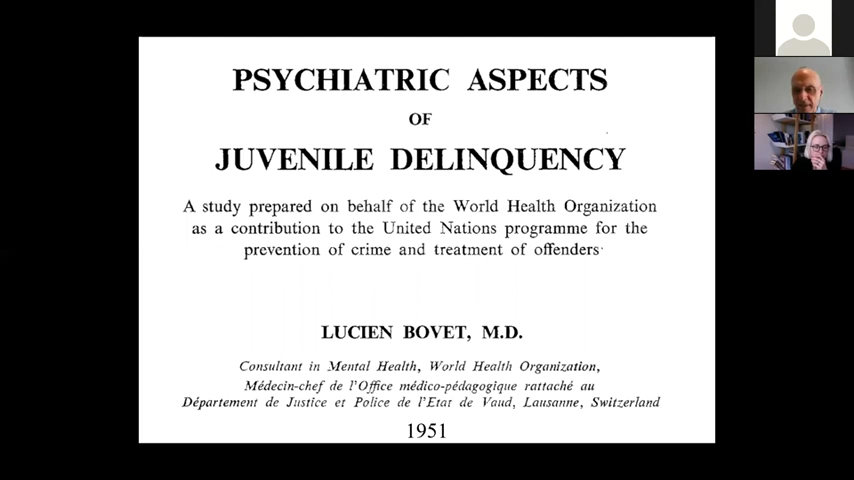 PSYCHIATRIC ASPECTS
OF
JUVENILE DELINQUENCY
A study prepared on behalf of the World Health Organization
as a contribution to the United Nations programme for the
prevention of crime and treatment of offenders
LUCIEN BOVET, M.D.
Consultant in Mental Health, World Health Organization,
Médecin-chef de l'Office médico-pédagogique rattaché au
Département de Justice et Police de l'Etat de Vaud, Lausanne, Switzerland
1951